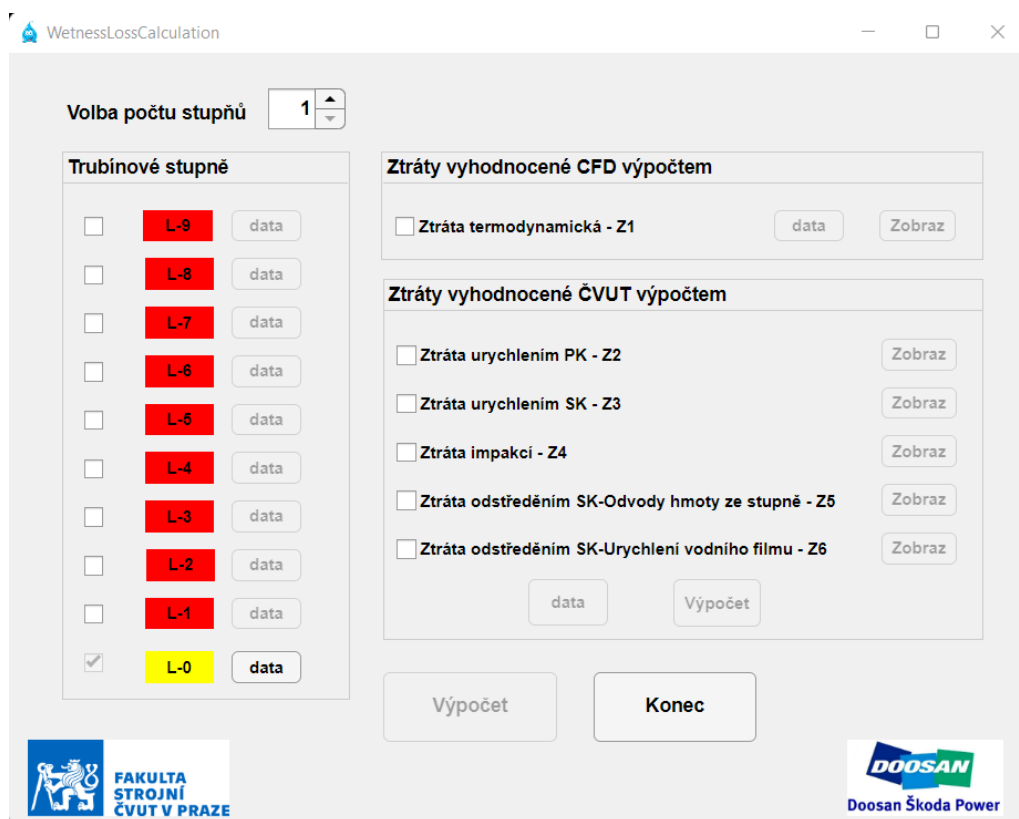 WetnessLossCalculation
Volba počtu stupňů 1
Trubínové stupně
L-9 data
L-8 data
L-7 data
L-6 data
L-5 data
L-4 data
L-3 data
L-2 data
L-1 data
L-0 data
Ztráty vyhodnocené CFD výpočtem
Ztráta termodynamická - Z1 data Zobraz
Ztráty vyhodnocené ČVUT výpočtem
Ztráta urychlením PK - Z2 Zobraz
Ztráta urychlením SK - Z3 Zobraz
Ztráta impakcí - Z4 Zobraz
Ztráta odstředěním SK-Odvody hmoty ze stupně - Z5 Zobraz
Ztráta odstředěním SK-Urychlení vodního filmu - Z6 Zobraz
data Výpočet
Výpočet Konec
FAKULTA
STROJNÍ
ČVUT V PRAZE
DOOSAN
Doosan Škoda Power